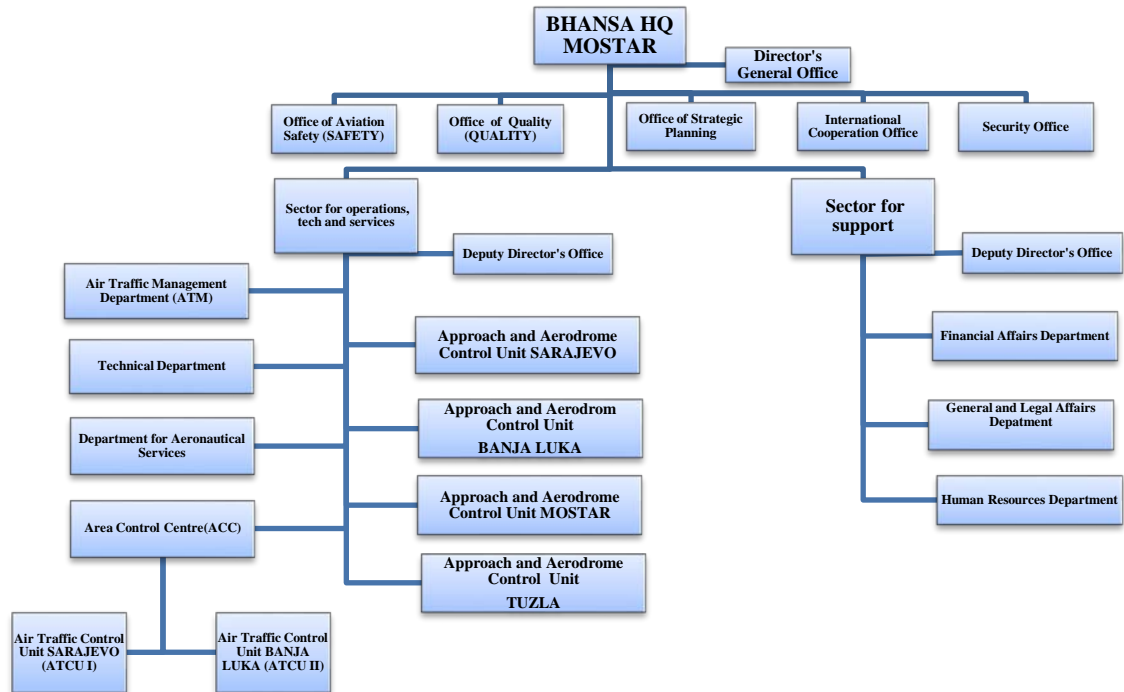 BHANSA HQ
MOSTAR
Director's
General Office
Office of Aviation
Safety (SAFETY)
Office of Quality
(QUALITY)
Office of Strategic
Planning
International
Cooperation Office
Security Office
Sector for operations,
tech and services
Sector for
support
Deputy Director's Office
Deputy Director's Office
Air Traffic Management
Department (ATM)
Approach and Aerodrome
Control Unit SARAJEVO
Financial Affairs Department
Technical Department
Approach and Aerodrom
Control Unit
BANJA LUKA
General and Legal Affairs
Depatment
Department for Aeronautical
Services
Approach and Aerodrome
Control Unit MOSTAR
Human Resources Department
Area Control Centre(ACC)
Approach and Aerodrome
Control Unit
TUZLA
Air Traffic Control
Unit SARAJEVO
(ATCU I)
Air Traffic Control
Unit BANJA
LUKA (ATCU II)